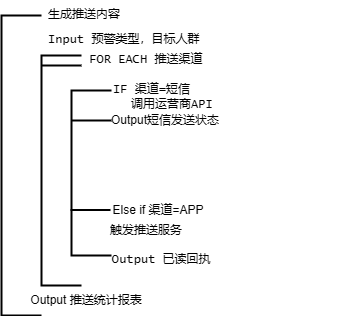 生成推送内容
Input 预警类型，目标人群
FOR EACH 推送渠道
IF 渠道=短信
调用运营商API
Output短信发送状态
Else if 渠道=APP
触发推送服务
Output 已读回执
Output 推送统计报表